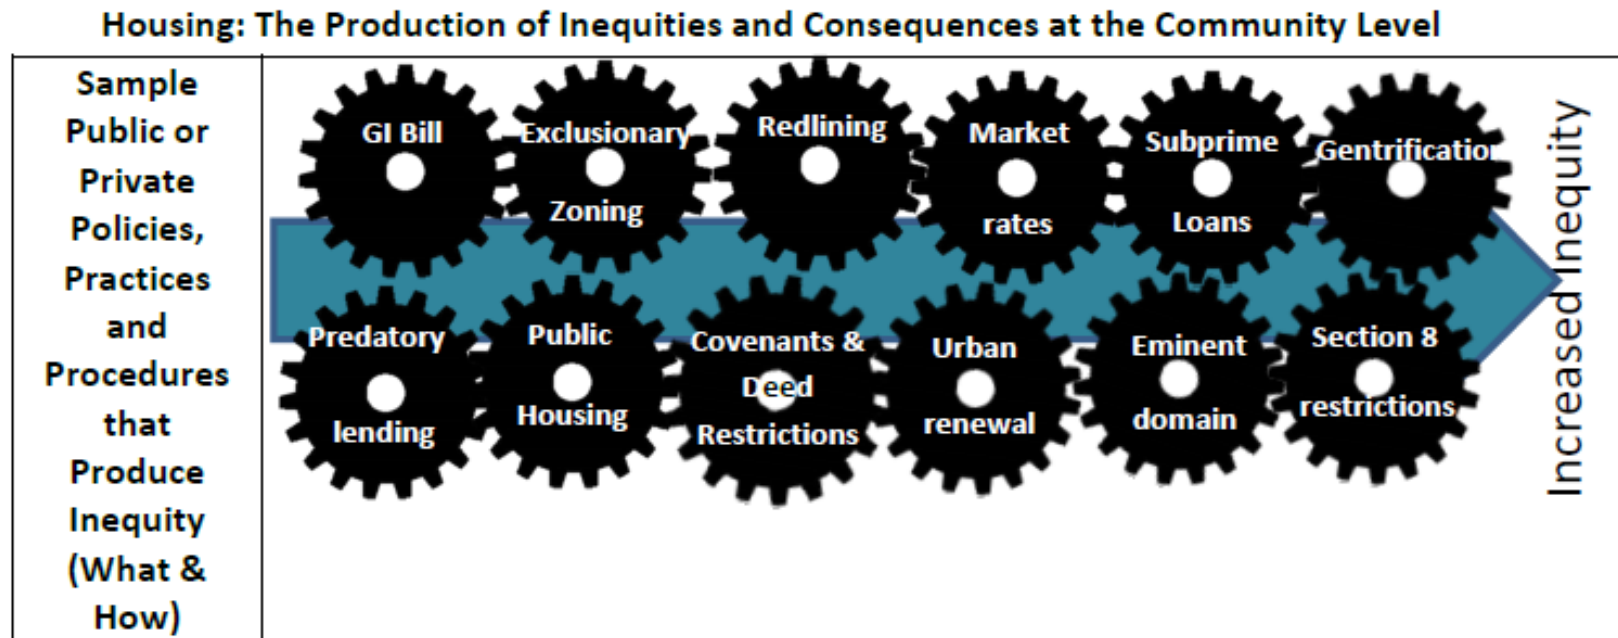 Housing: The Production of Inequities and Consequences at the Community Level
Sample
Public or
Private
Policies,
Practices
and
Procedures
that
Produce
Inequity
(What &
How)
GI Bill
Exclusionary
Zoning
Redlining
Market
rates
Subprime
Loans
Gentrification
Predatory
lending
Public
Housing
Covenants &
Deed
Restrictions
Urban
renewal
Eminent
domain
Section 8
restrictions
Increased Inequity